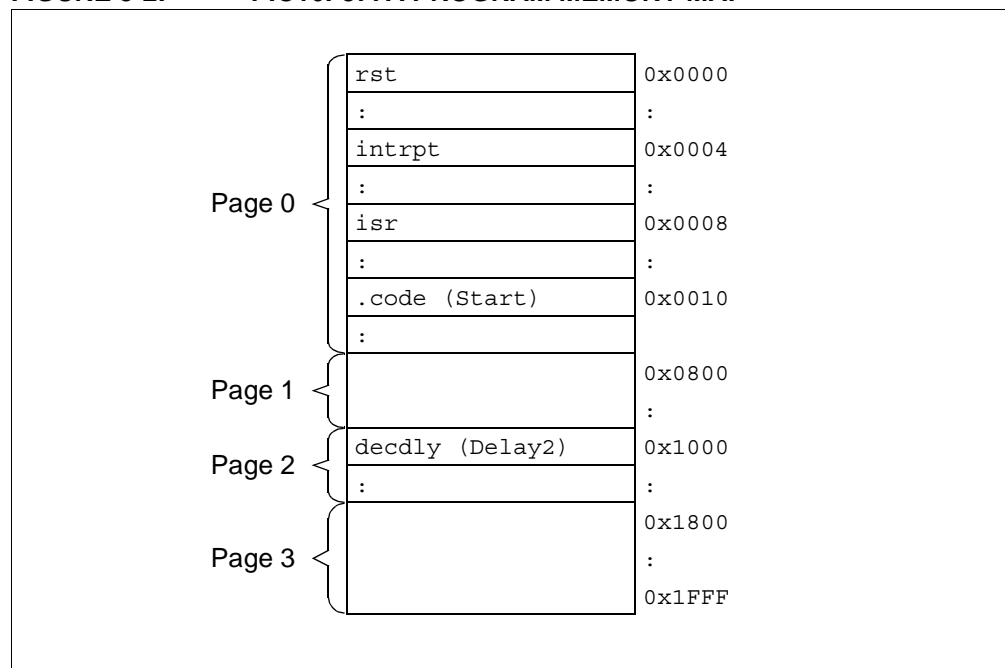 rst 0x0000
: :
intrpt 0x0004
: :
Page 0
isr 0x0008
: :
.code (Start) 0x0010
:
0x0800
Page 1
:
decdly (Delay2) 0x1000
Page 2
: :
0x1800
Page 3 :
0x1FFF